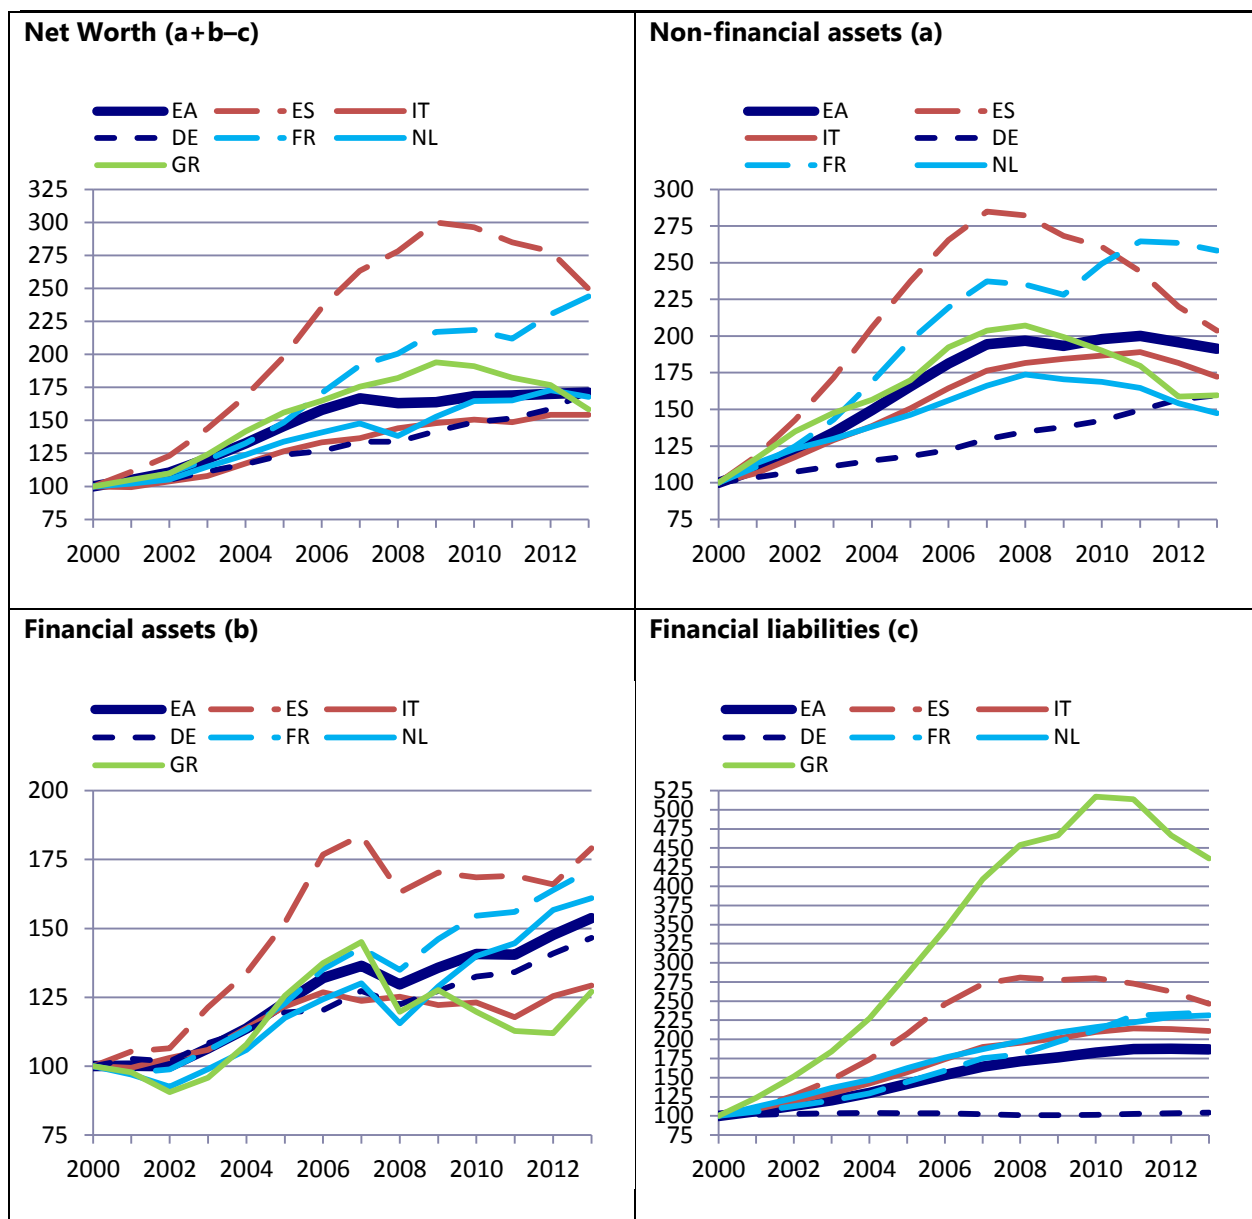 Net Worth (a+b–c)
EA ES IT
DE FR NL
GR
325
300
275
250
225
200
175
150
125
100
75
2000 2002 2004 2006 2008 2010 2012
Non-financial assets (a)
EA ES
IT DE
FR NL
300
275
250
225
200
175
150
125
100
75
2000 2002 2004 2006 2008 2010 2012
Financial assets (b)
EA ES IT
DE FR NL
GR
200
175
150
125
100
75
2000 2002 2004 2006 2008 2010 2012
Financial liabilities (c)
EA ES IT
DE FR NL
GR
525
500
475
450
425
400
375
350
325
300
275
250
225
200
175
150
125
100
75
2000 2002 2004 2006 2008 2010 2012